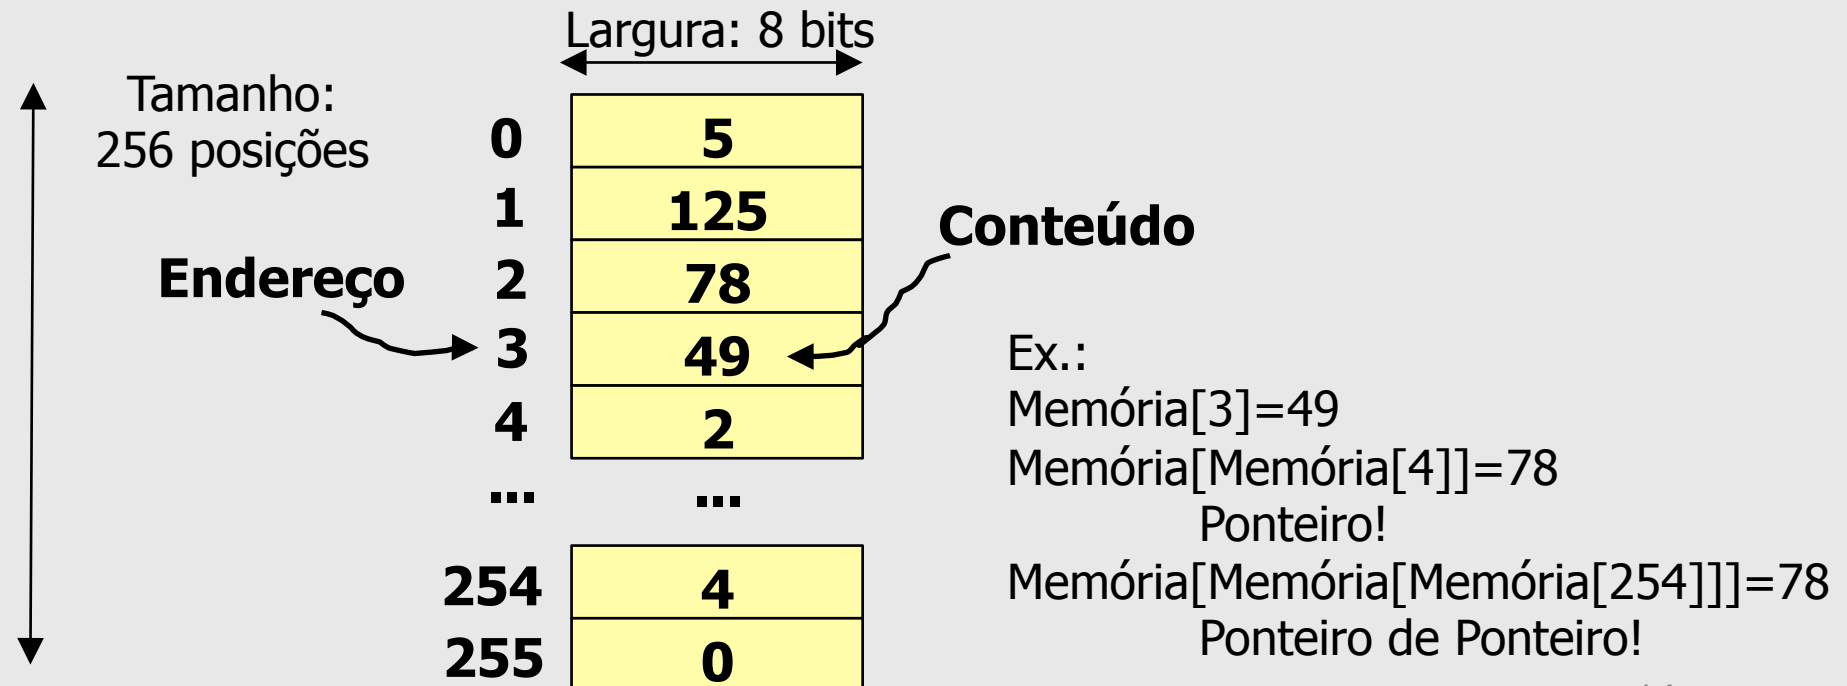 Largura: 8 bits
Tamanho:
256 posições
0 5
1 125
Conteúdo
Endereço 2 78
3 49
4 2
... ...
254 4
255 0
Ex.:
Memória[3]=49
Memória[Memória[4]]=78
Ponteiro!
Memória[Memória[Memória[254]]]=78
Ponteiro de Ponteiro!